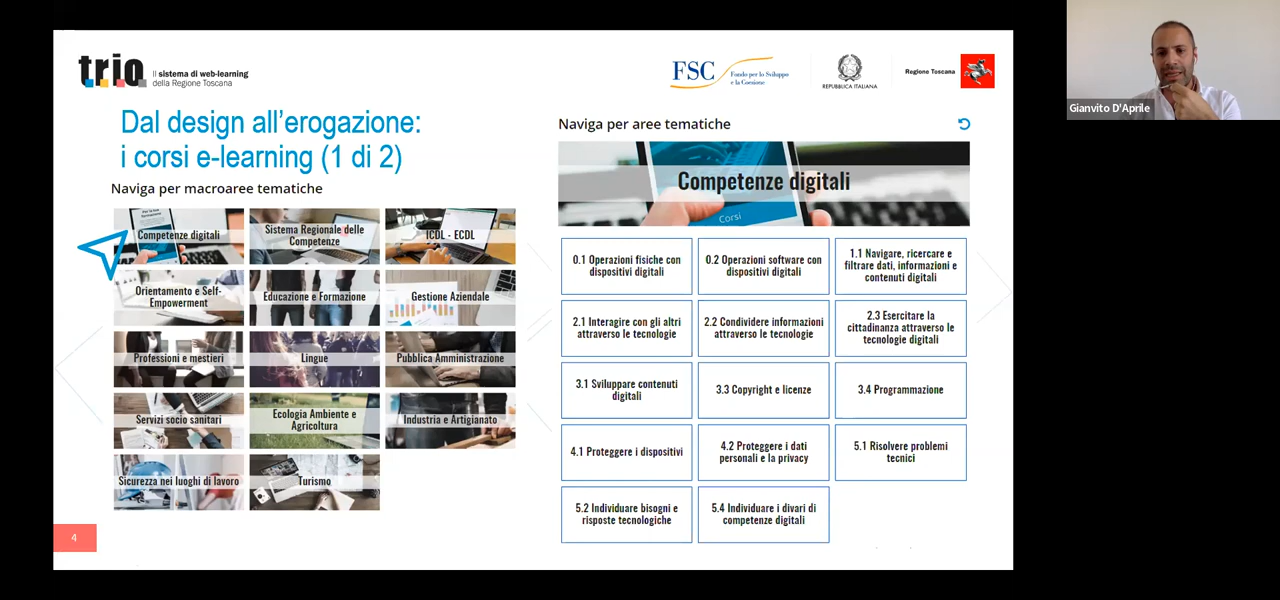 trio
Il sistema di web-learning
della Regione Toscana
FSC
Fondo per lo Sviluppo
e la Coesione
REPUBBLICA ITALIANA
Regione Toscana
Gianvito D'Aprile
Dal design all'erogazione:
i corsi e-learning (1 di 2)
Naviga per macroaree tematiche
Competenze digitali
Sistema Regionale delle
Competenze
ICDL - ECDL
Orientamento e Self-
Empowerment
Educazione e Formazione
Gestione Aziendale
Professioni e mestieri
Lingue
Pubblica Amministrazione
Servizi socio sanitari
Ecologia Ambiente e
Agricoltura
Industria e Artigianato
Sicurezza nei luoghi di lavoro
Turismo
4
Naviga per aree tematiche
Competenze digitali
Corsi
0.1 Operazioni fisiche con
dispositivi digitali
0.2 Operazioni software con
dispositivi digitali
1.1 Navigare, ricercare e
filtrare dati, informazioni e
contenuti digitali
2.1 Interagire con gli altri
attraverso le tecnologie
2.2 Condividere informazioni
attraverso le tecnologie
2.3 Esercitare la
cittadinanza attraverso le
tecnologie digitali
3.1 Sviluppare contenuti
digitali
3.3 Copyright e licenze
3.4 Programmazione
4.1 Proteggere i dispositivi
4.2 Proteggere i dati
personali e la privacy
5.1 Risolvere problemi
tecnici
5.2 Individuare bisogni e
risposte tecnologiche
5.4 Individuare i divari di
competenze digitali